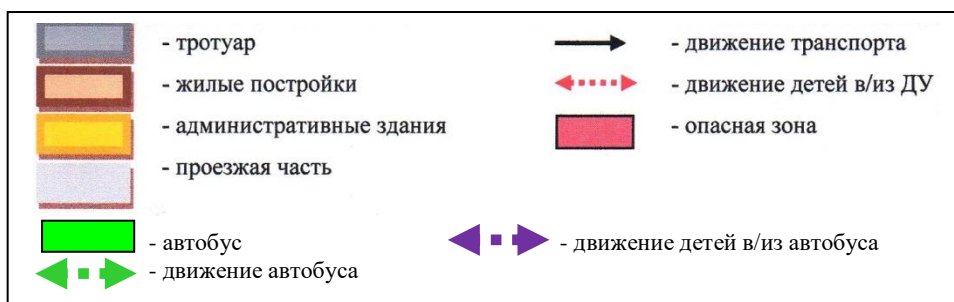 - тротуар
- жилые постройки
- административные здания
- проезжая часть
- движение транспорта
- движение детей в/из ДУ
- опасная зона
- автобус
- движение автобуса
- движение детей в/из автобуса